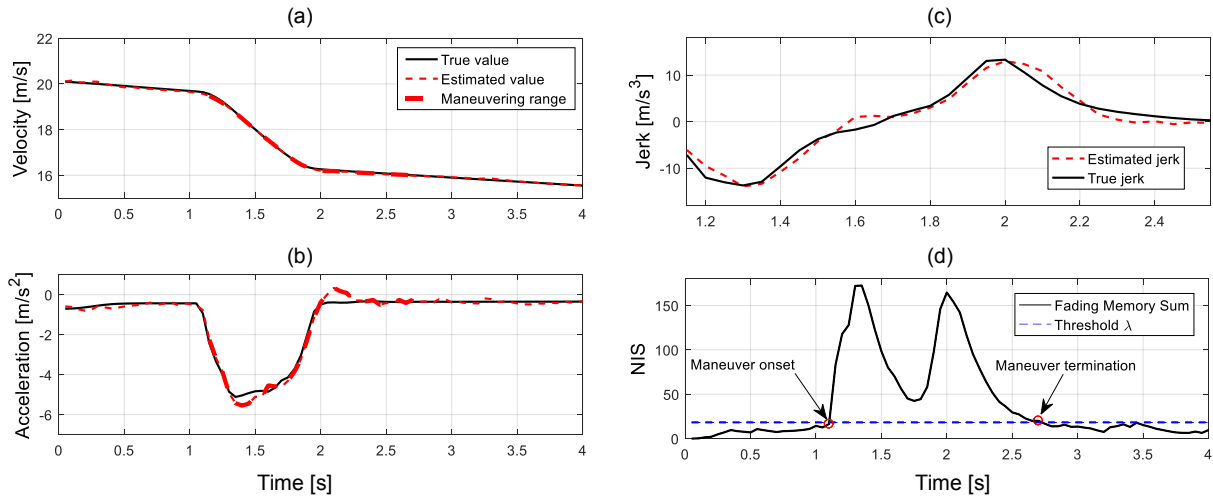 (a)
Velocity [m/s]
22
20
18
16
0 0.5 1 1.5 2 2.5 3 3.5 4
True value
Estimated value
Maneuvering range
(b)
Acceleration [m/s²]
0
-2
-4
-6
0 0.5 1 1.5 2 2.5 3 3.5 4
Time [s]
(c)
Jerk [m/s³]
10
0
-10
1.2 1.4 1.6 1.8 2 2.2 2.4
Estimated jerk
True jerk
(d)
NIS
150
100
50
0
0 0.5 1 1.5 2 2.5 3 3.5 4
Fading Memory Sum
Threshold λ
Maneuver onset
Maneuver termination
Time [s]